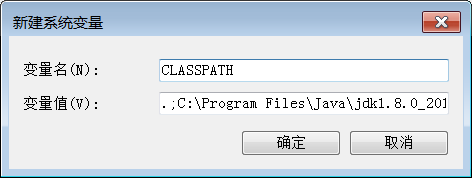 新建系统变量
变量名(N): CLASSPATH
变量值(V): .;C:\Program Files\Java\jdk1.8.0_201
确定 取消